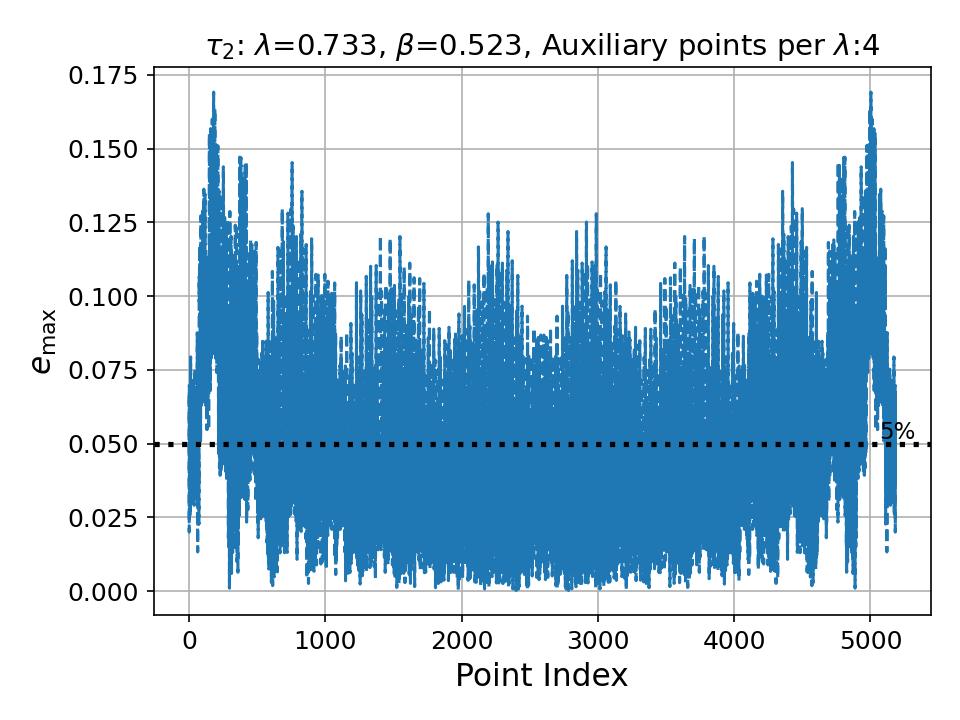 τ₂: λ=0.733, β=0.523, Auxiliary points per λ:4
0.175
0.150
0.125
0.100
0.075
0.050
0.025
0.000
e_max
5%
0 1000 2000 3000 4000 5000
Point Index